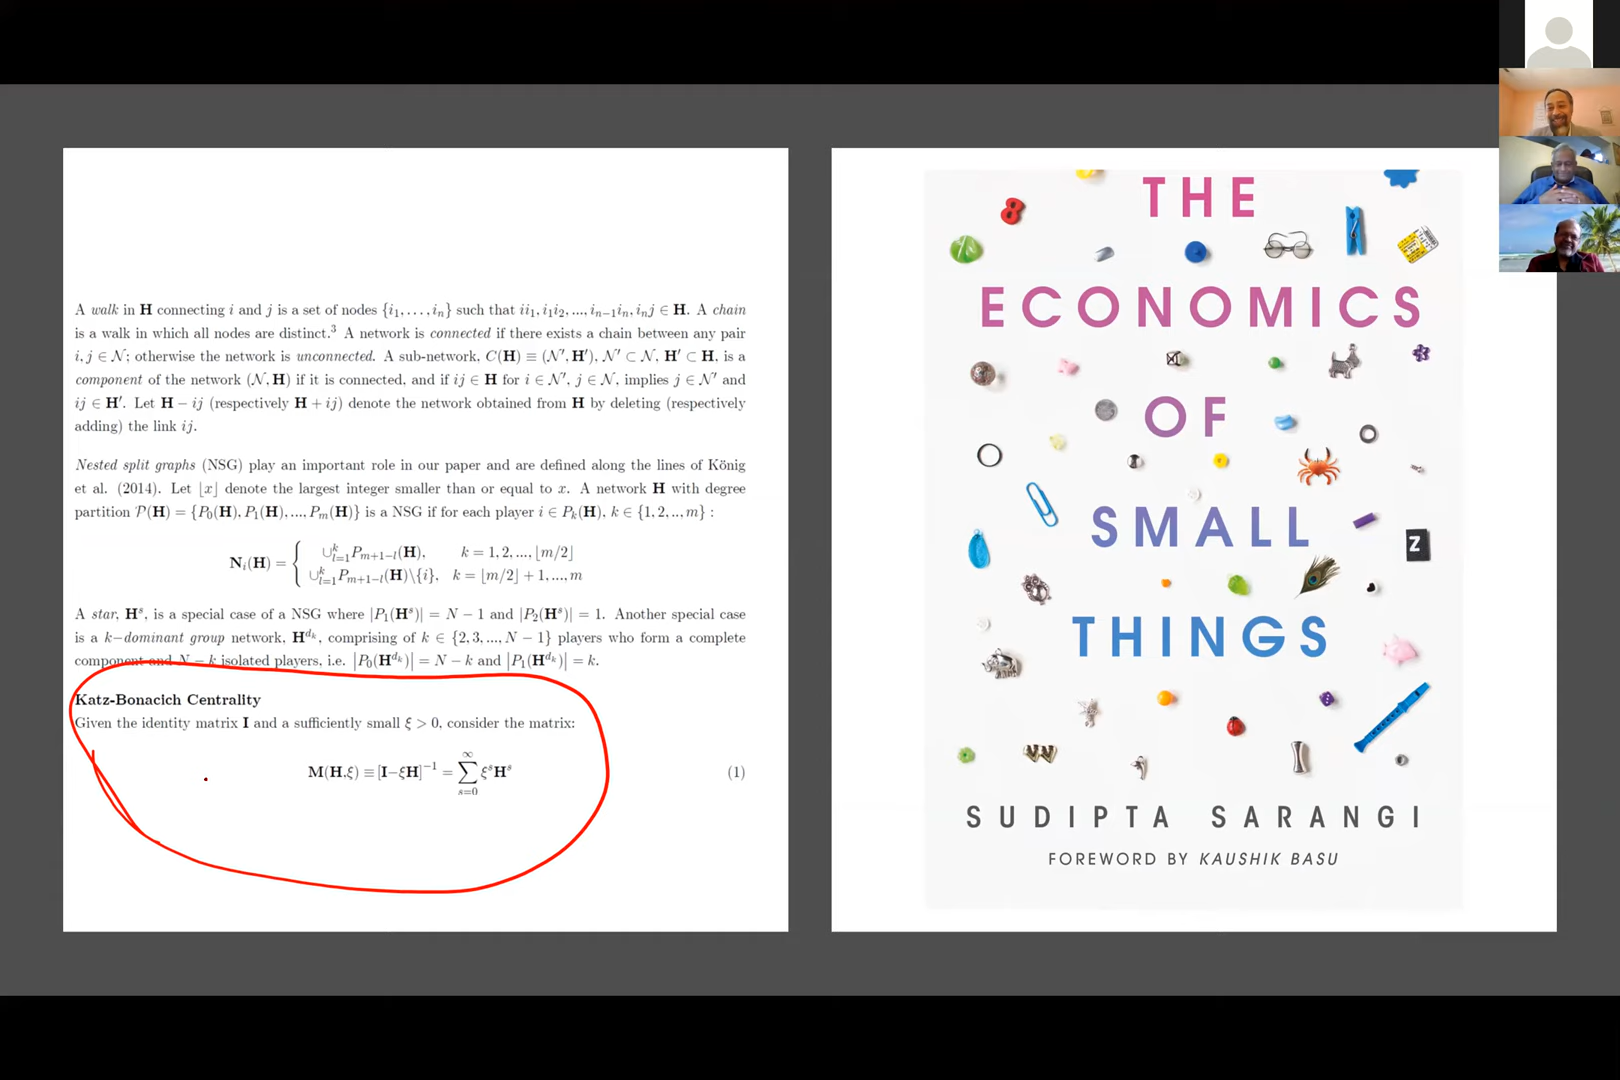 A walk in H connecting i and j is a set of nodes {i₁, . . . , iₙ} such that ii₁, i₁i₂, ..., iₙ₋₁iₙ, iₙj ∈ H. A chain
is a walk in which all nodes are distinct.³ A network is connected if there exists a chain between any pair
i, j ∈ 𝒩; otherwise the network is unconnected. A sub-network, C(H) ≡ (𝒩′, H′), 𝒩′ ⊂ 𝒩, H′ ⊂ H, is a
component of the network (𝒩, H) if it is connected, and if ij ∈ H for i ∈ 𝒩′, j ∈ 𝒩, implies j ∈ 𝒩′ and
ij ∈ H′. Let H − ij (respectively H + ij) denote the network obtained from H by deleting (respectively
adding) the link ij.
Nested split graphs (NSG) play an important role in our paper and are defined along the lines of König
et al. (2014). Let ⌊x⌋ denote the largest integer smaller than or equal to x. A network H with degree
partition 𝒫(H) = {P₀(H), P₁(H), ..., Pₘ(H)} is a NSG if for each player i ∈ Pₖ(H), k ∈ {1, 2, .., m} :
Nᵢ(H) = { ∪ᵏₗ₌₁Pₘ₊₁₋ₗ(H), k = 1, 2, ..., ⌊m/2⌋
∪ᵏₗ₌₁Pₘ₊₁₋ₗ(H)\{i}, k = ⌊m/2⌋ + 1, ..., m
A star, Hˢ, is a special case of a NSG where |P₁(Hˢ)| = N − 1 and |P₂(Hˢ)| = 1. Another special case
is a k−dominant group network, H^{d_k}, comprising of k ∈ {2, 3, ..., N − 1} players who form a complete
component and N − k isolated players, i.e. |P₀(H^{d_k})| = N − k and |P₁(H^{d_k})| = k.
Katz-Bonacich Centrality
Given the identity matrix I and a sufficiently small ξ > 0, consider the matrix:
M(H,ξ) ≡ [I−ξH]⁻¹ = ∑_{s=0}^{∞} ξˢHˢ (1)
THE
ECONOMICS
OF
SMALL
Z
THINGS
SUDIPTA SARANGI
FOREWORD BY KAUSHIK BASU
8